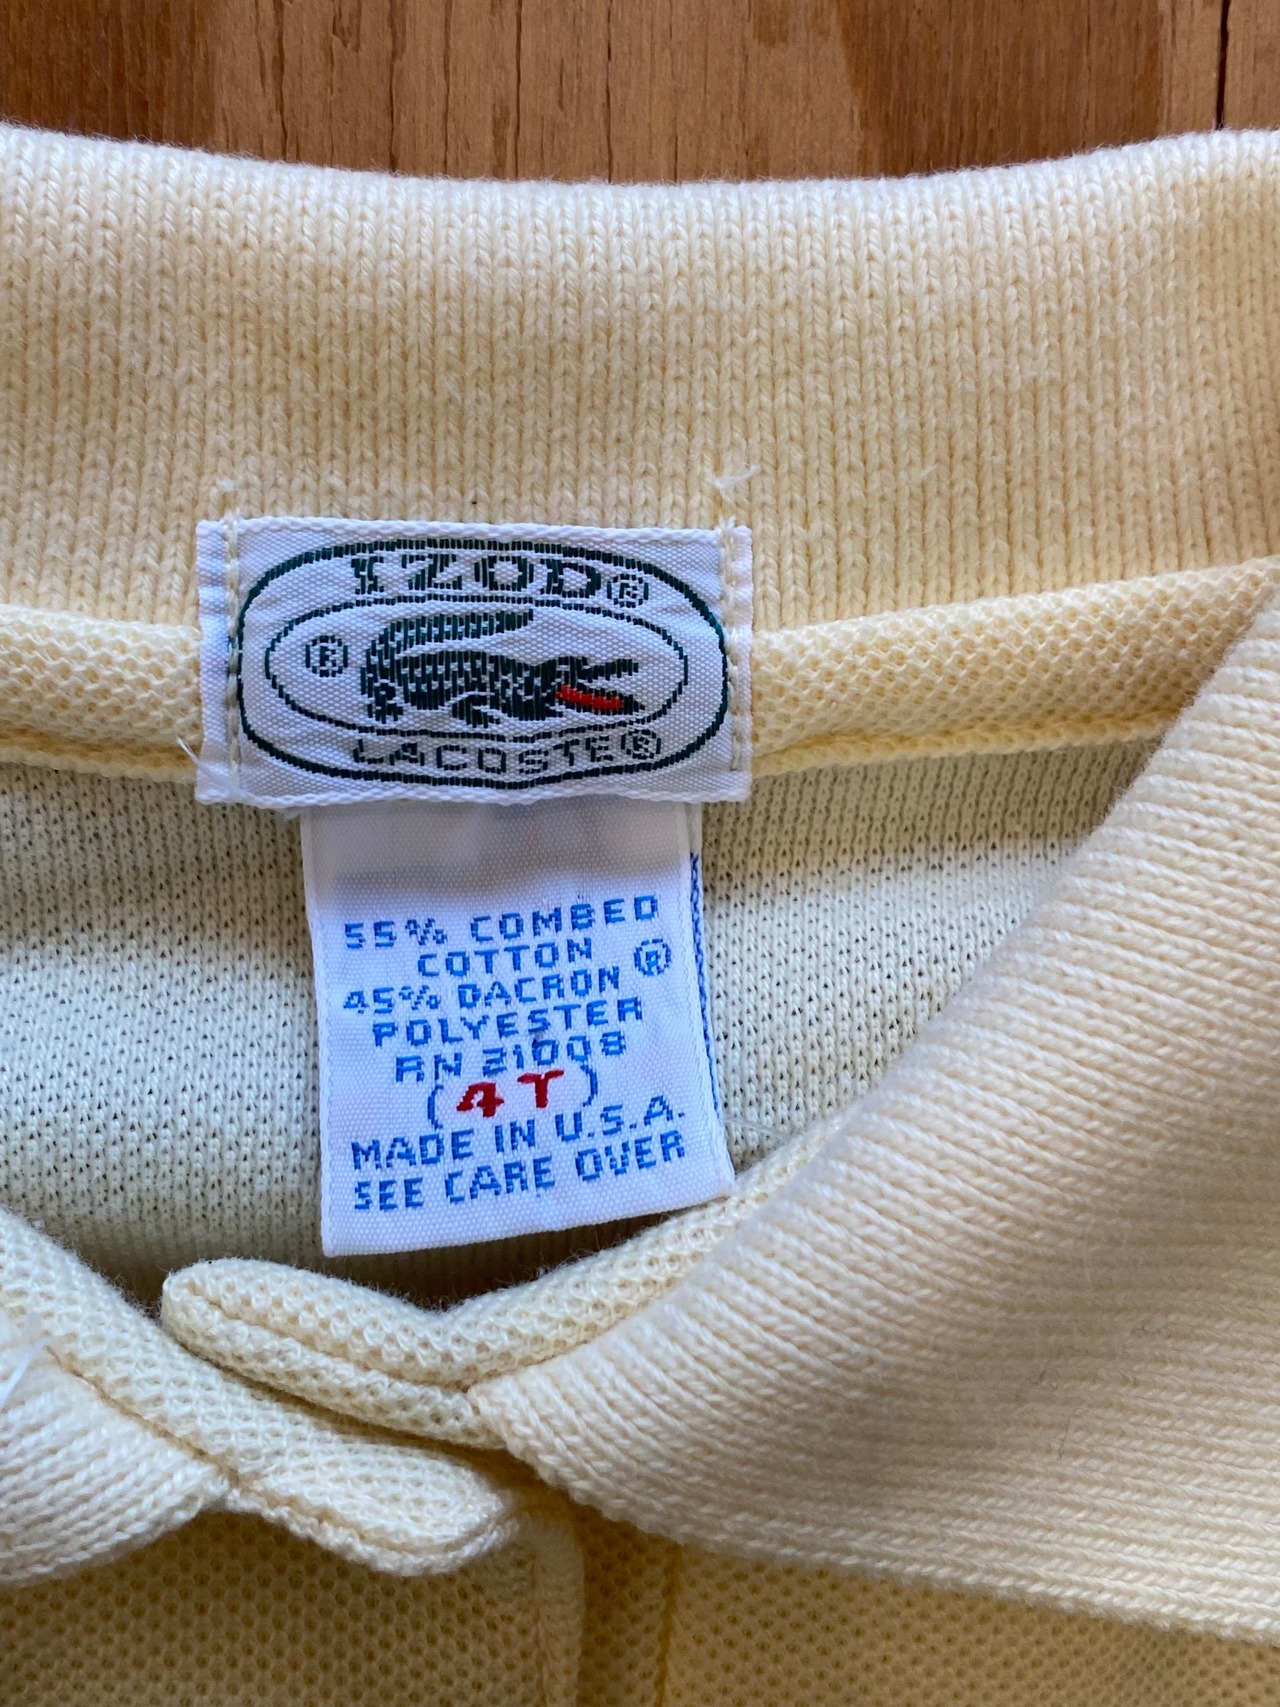 IZOD®
®
LACOSTE®
55% COMBED
COTTON ®
45% DACRON
POLYESTER
RN 21008
(4T)
MADE IN U.S.A.
SEE CARE OVER